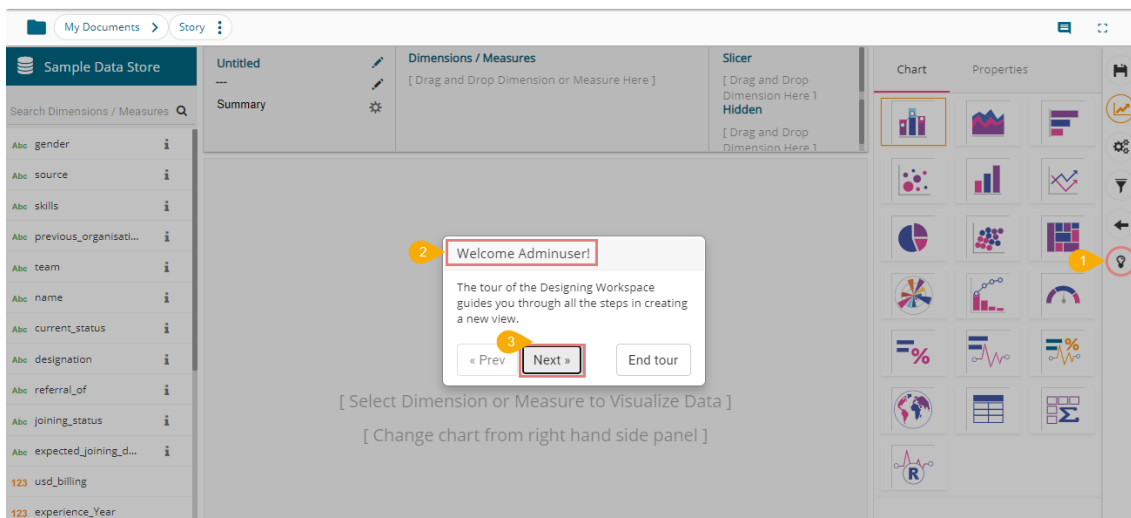 My Documents
Story
Sample Data Store
Search Dimensions / Measures
Abc gender i
Abc source i
Abc skills i
Abc previous_organisati... i
Abc team i
Abc name i
Abc current_status i
Abc designation i
Abc referral_of i
Abc joining_status i
Abc expected_joining_d... i
123 usd_billing
123 experience_Year
Untitled
---
Summary
Dimensions / Measures
[ Drag and Drop Dimension or Measure Here ]
Slicer
[ Drag and Drop
Dimension Here ]
Hidden
[ Drag and Drop
Dimension Here ]
2
Welcome Adminuser!
The tour of the Designing Workspace
guides you through all the steps in creating
a new view.
3
« Prev
Next »
End tour
[ Select Dimension or Measure to Visualize Data ]
[ Change chart from right hand side panel ]
Chart
Properties
1
%
%
R